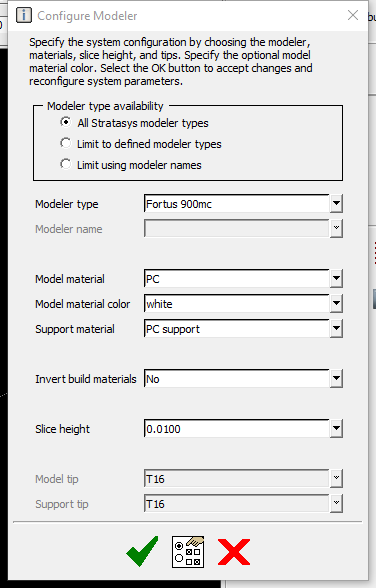 Configure Modeler
Specify the system configuration by choosing the modeler,
materials, slice height, and tips. Specify the optional model
material color. Select the OK button to accept changes and
reconfigure system parameters.
Modeler type availability
All Stratasys modeler types
Limit to defined modeler types
Limit using modeler names
Modeler type Fortus 900mc
Modeler name
Model material PC
Model material color white
Support material PC support
Invert build materials No
Slice height 0.0100
Model tip T16
Support tip T16